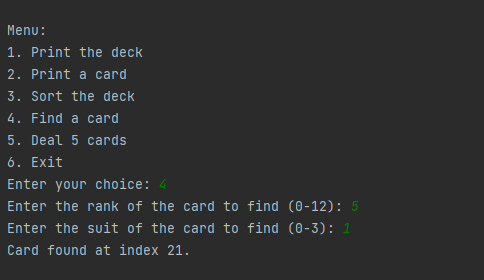 Menu:
1. Print the deck
2. Print a card
3. Sort the deck
4. Find a card
5. Deal 5 cards
6. Exit
Enter your choice: 4
Enter the rank of the card to find (0-12): 5
Enter the suit of the card to find (0-3): 1
Card found at index 21.